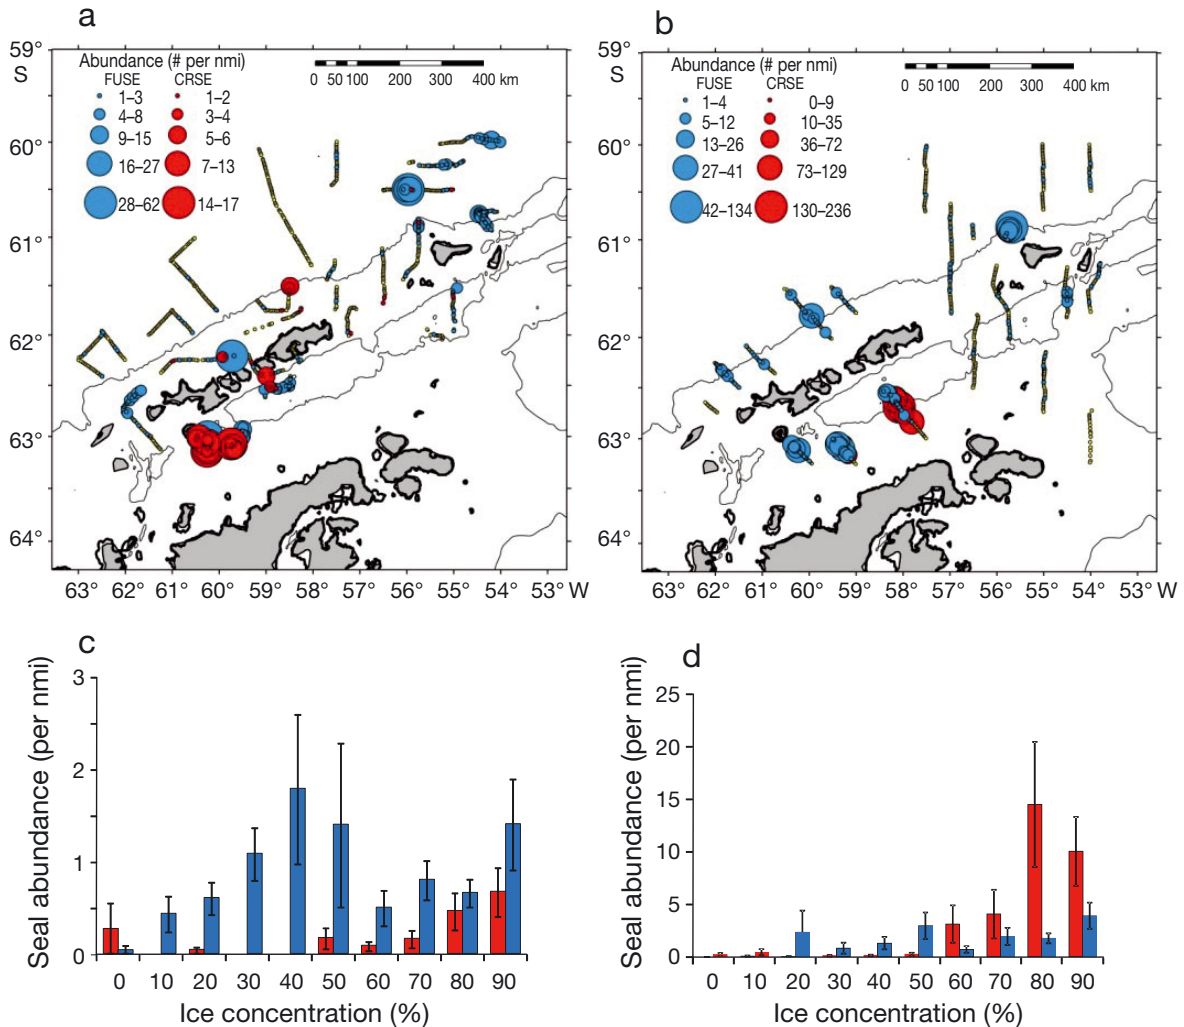 a
59°
S
60°
61°
62°
63°
64°
Abundance (# per nmi)
FUSE CRSE
1–3 1–2
4–8 3–4
9–15 5–6
16–27 7–13
28–62 14–17
0 50 100 200 300 400 km
63° 62 61 60 59 58 57 56 55 54 53° W
b
Abundance (# per nmi)
FUSE CRSE
1–4 0–9
5–12 10–35
13–26 36–72
27–41 73–129
42–134 130–236
0 50 100 200 300 400 km
59°
S
60°
61°
62°
63°
64°
63° 62 61 60 59 58 57 56 55 54 53° W
c
Seal abundance (per nmi)
3
2
1
0
0 10 20 30 40 50 60 70 80 90
Ice concentration (%)
d
Seal abundance (per nmi)
25
20
15
10
5
0
0 10 20 30 40 50 60 70 80 90
Ice concentration (%)